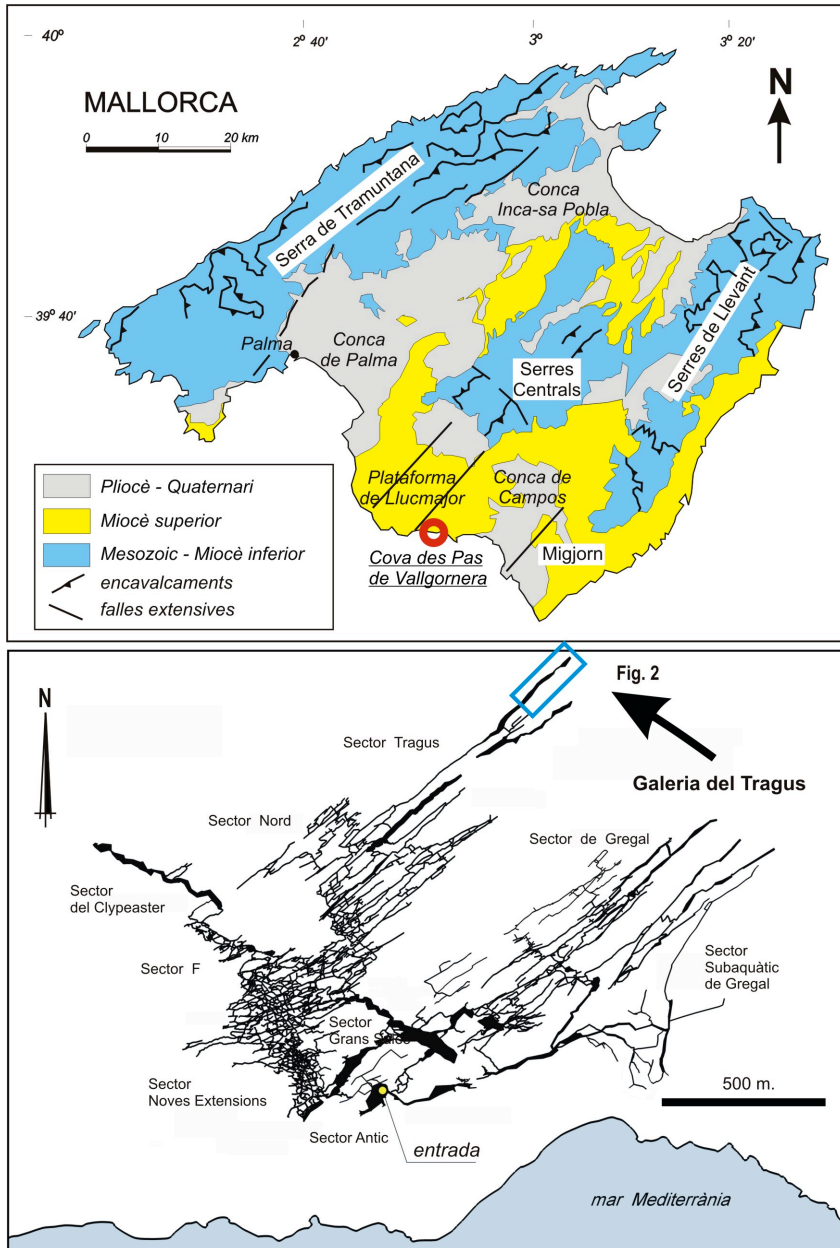 40º
2º 40'
3º
3º 20'
MALLORCA
0 10 20 km
N
Serra de Tramuntana
Conca
Inca-sa Pobla
39º 40'
Palma
Conca
de Palma
Serres de Llevant
Serres
Centrals
Plataforma
de Llucmajor
Conca de
Campos
Migjorn
Cova des Pas
de Vallgornera
Pliocè - Quaternari
Miocè superior
Mesozoic - Miocè inferior
encavalcaments
falles extensives
N
Fig. 2
Sector Tragus
Galeria del Tragus
Sector Nord
Sector de Gregal
Sector
del Clypeaster
Sector F
Sector
Subaquàtic
de Gregal
Sector
Grans Sales
Sector
Noves Extensions
500 m.
Sector Antic
entrada
mar Mediterrània